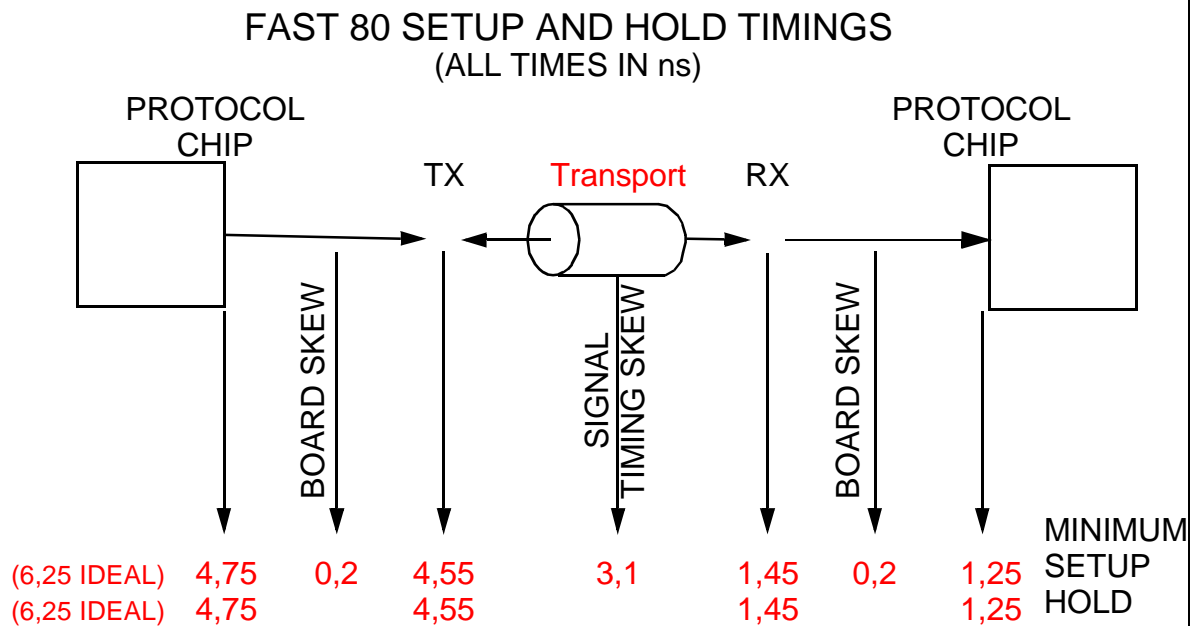 FAST 80 SETUP AND HOLD TIMINGS
(ALL TIMES IN ns)
PROTOCOL
CHIP
TX
Transport
RX
PROTOCOL
CHIP
BOARD SKEW
SIGNAL
TIMING SKEW
BOARD SKEW
MINIMUM
(6,25 IDEAL) 4,75 0,2 4,55 3,1 1,45 0,2 1,25 SETUP
(6,25 IDEAL) 4,75 4,55 1,45 1,25 HOLD